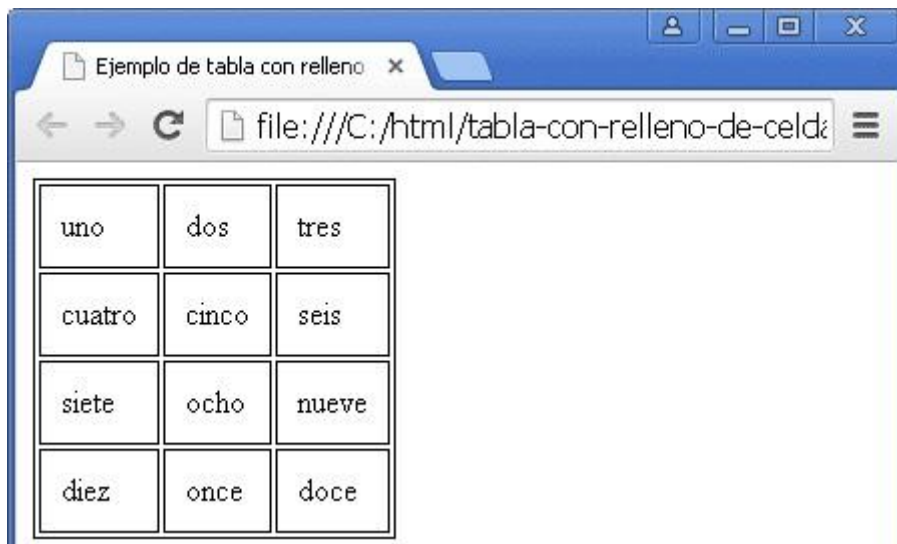 Ejemplo de tabla con relleno
file:///C:/html/tabla-con-relleno-de-celda
uno dos tres
cuatro cinco seis
siete ocho nueve
diez once doce